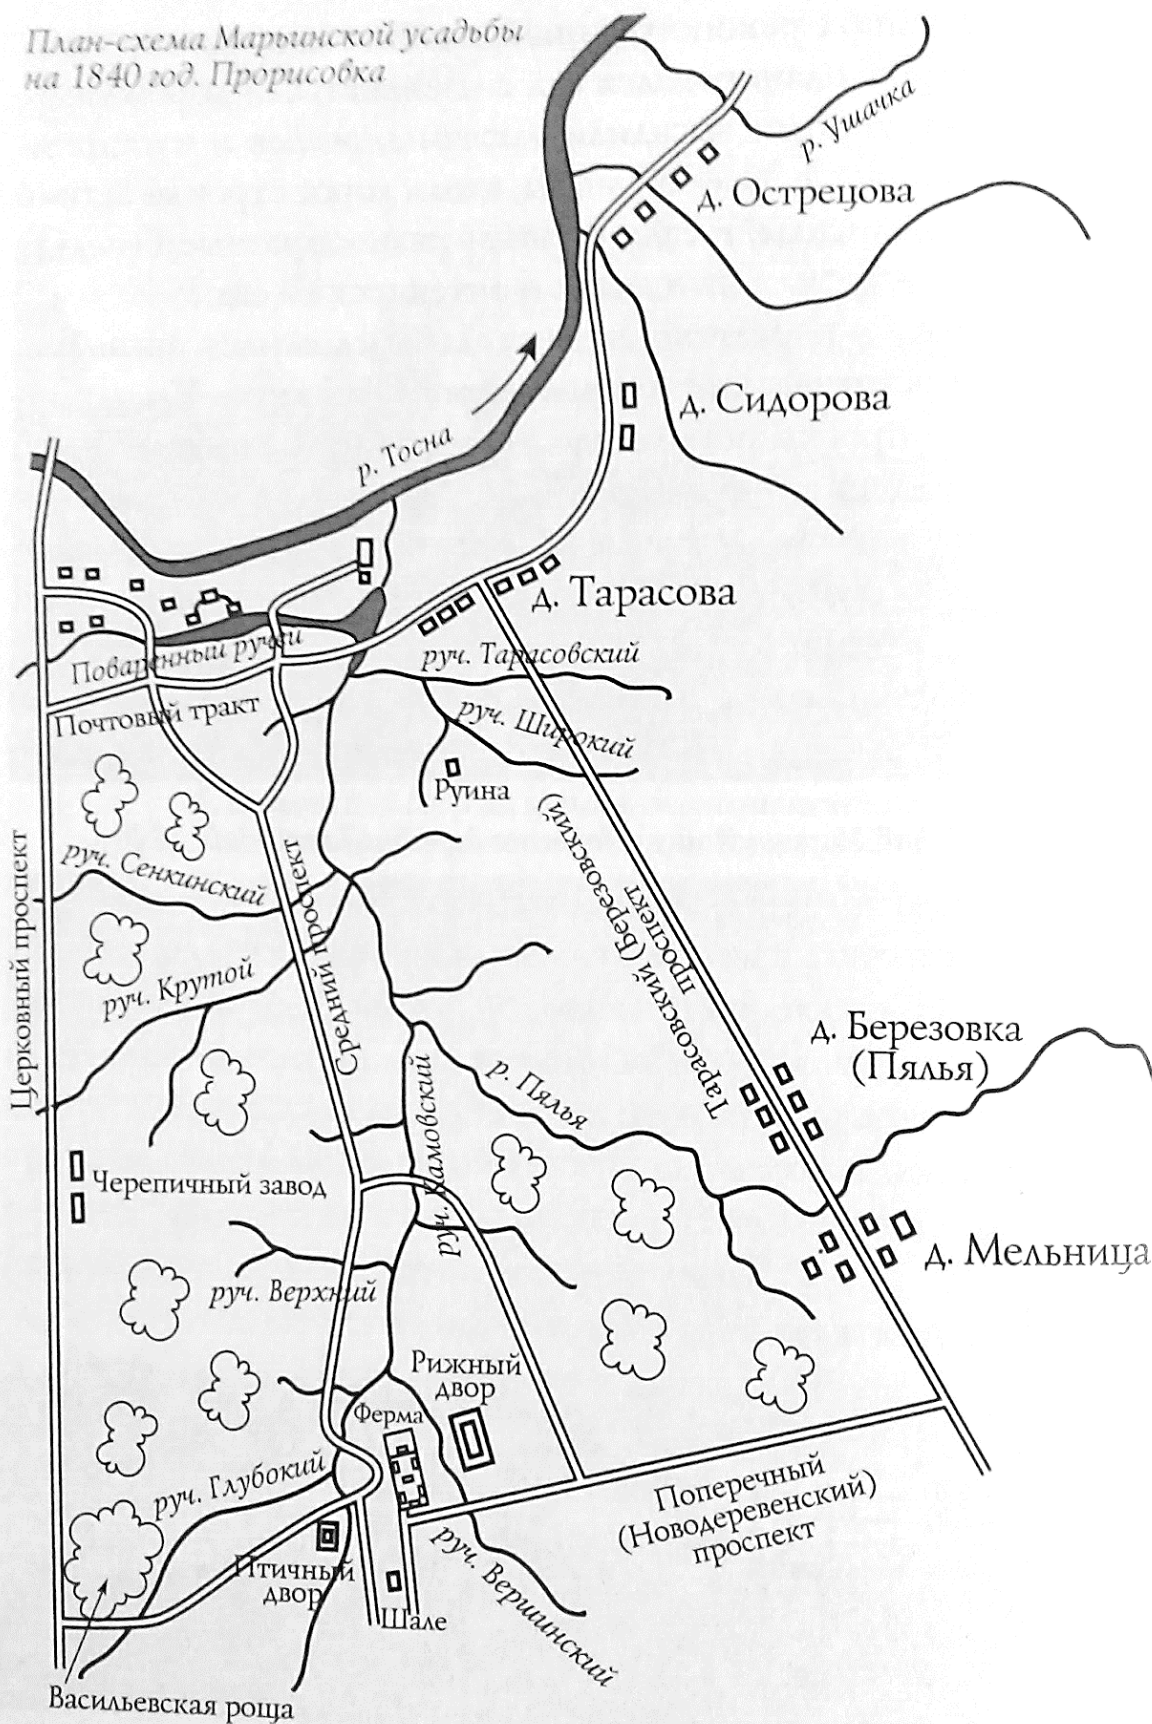 План-схема Марьинской усадьбы
на 1840 год. Прорисовка
р. Ушачка
д. Острецова
д. Сидорова
р. Тосна
д. Тарасова
Поваренный ручей
руч. Тарасовский
Почтовый тракт
руч. Широкий
Руина
Церковный проспект
руч. Сенкинский
Средний проспект
Тарасовский (Березовский)
проспект
руч. Крутой
д. Березовка
(Пялья)
р. Пялья
Руч. Камовский
Черепичный завод
д. Мельница
руч. Верхний
Рижный
двор
Ферма
руч. Глубокий
Поперечный
(Новодеревенский)
проспект
Птичный
двор
руч. Вершинский
Шале
Васильевская роща